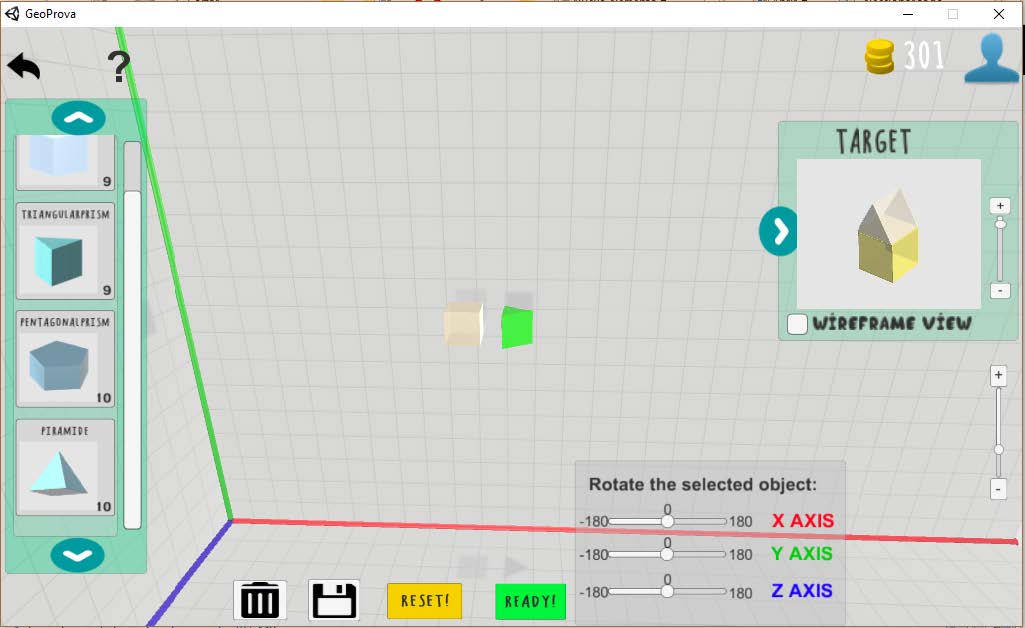 GeoProva
?
301
9
TRIANGULARPRISM
9
PENTAGONALPRISM
10
PIRAMIDE
10
TARGET
+
-
WIREFRAME VIEW
+
-
Rotate the selected object:
0
-180 180 X AXIS
0
-180 180 Y AXIS
0
-180 180 Z AXIS
RESET!
READY!